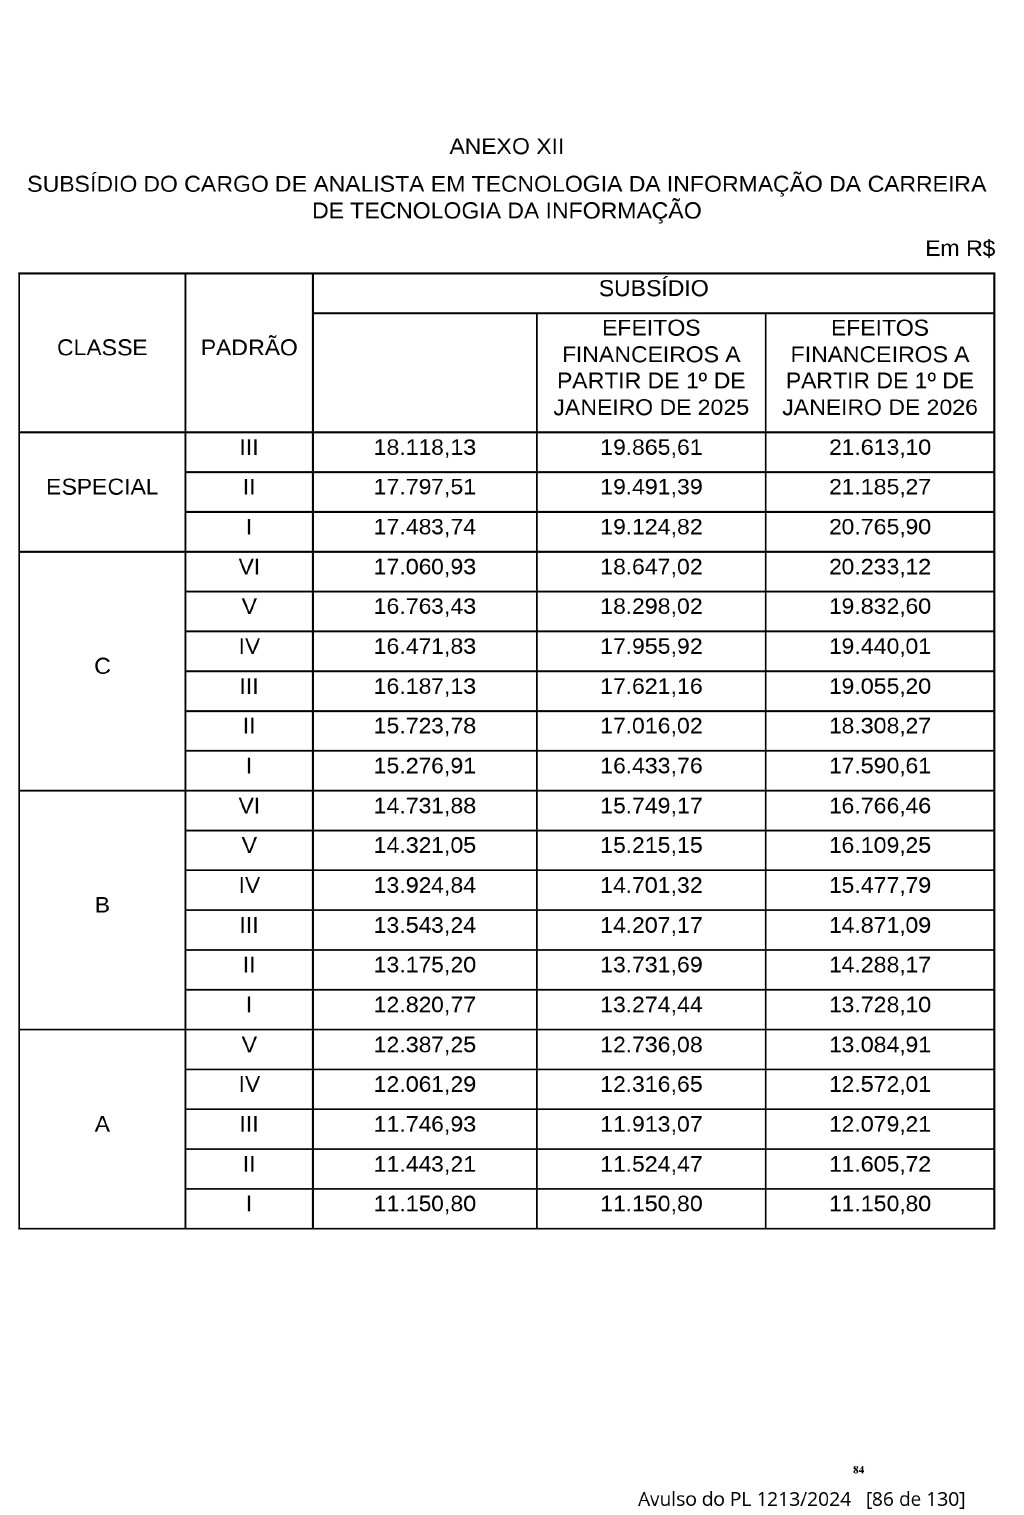 ANEXO XII
SUBSÍDIO DO CARGO DE ANALISTA EM TECNOLOGIA DA INFORMAÇÃO DA CARREIRA
DE TECNOLOGIA DA INFORMAÇÃO
Em R$
CLASSE PADRÃO SUBSÍDIO
EFEITOS FINANCEIROS A PARTIR DE 1º DE JANEIRO DE 2025
EFEITOS FINANCEIROS A PARTIR DE 1º DE JANEIRO DE 2026
ESPECIAL
III 18.118,13 19.865,61 21.613,10
II 17.797,51 19.491,39 21.185,27
I 17.483,74 19.124,82 20.765,90
C
VI 17.060,93 18.647,02 20.233,12
V 16.763,43 18.298,02 19.832,60
IV 16.471,83 17.955,92 19.440,01
III 16.187,13 17.621,16 19.055,20
II 15.723,78 17.016,02 18.308,27
I 15.276,91 16.433,76 17.590,61
B
VI 14.731,88 15.749,17 16.766,46
V 14.321,05 15.215,15 16.109,25
IV 13.924,84 14.701,32 15.477,79
III 13.543,24 14.207,17 14.871,09
II 13.175,20 13.731,69 14.288,17
I 12.820,77 13.274,44 13.728,10
A
V 12.387,25 12.736,08 13.084,91
IV 12.061,29 12.316,65 12.572,01
III 11.746,93 11.913,07 12.079,21
II 11.443,21 11.524,47 11.605,72
I 11.150,80 11.150,80 11.150,80
84
Avulso do PL 1213/2024 [86 de 130]